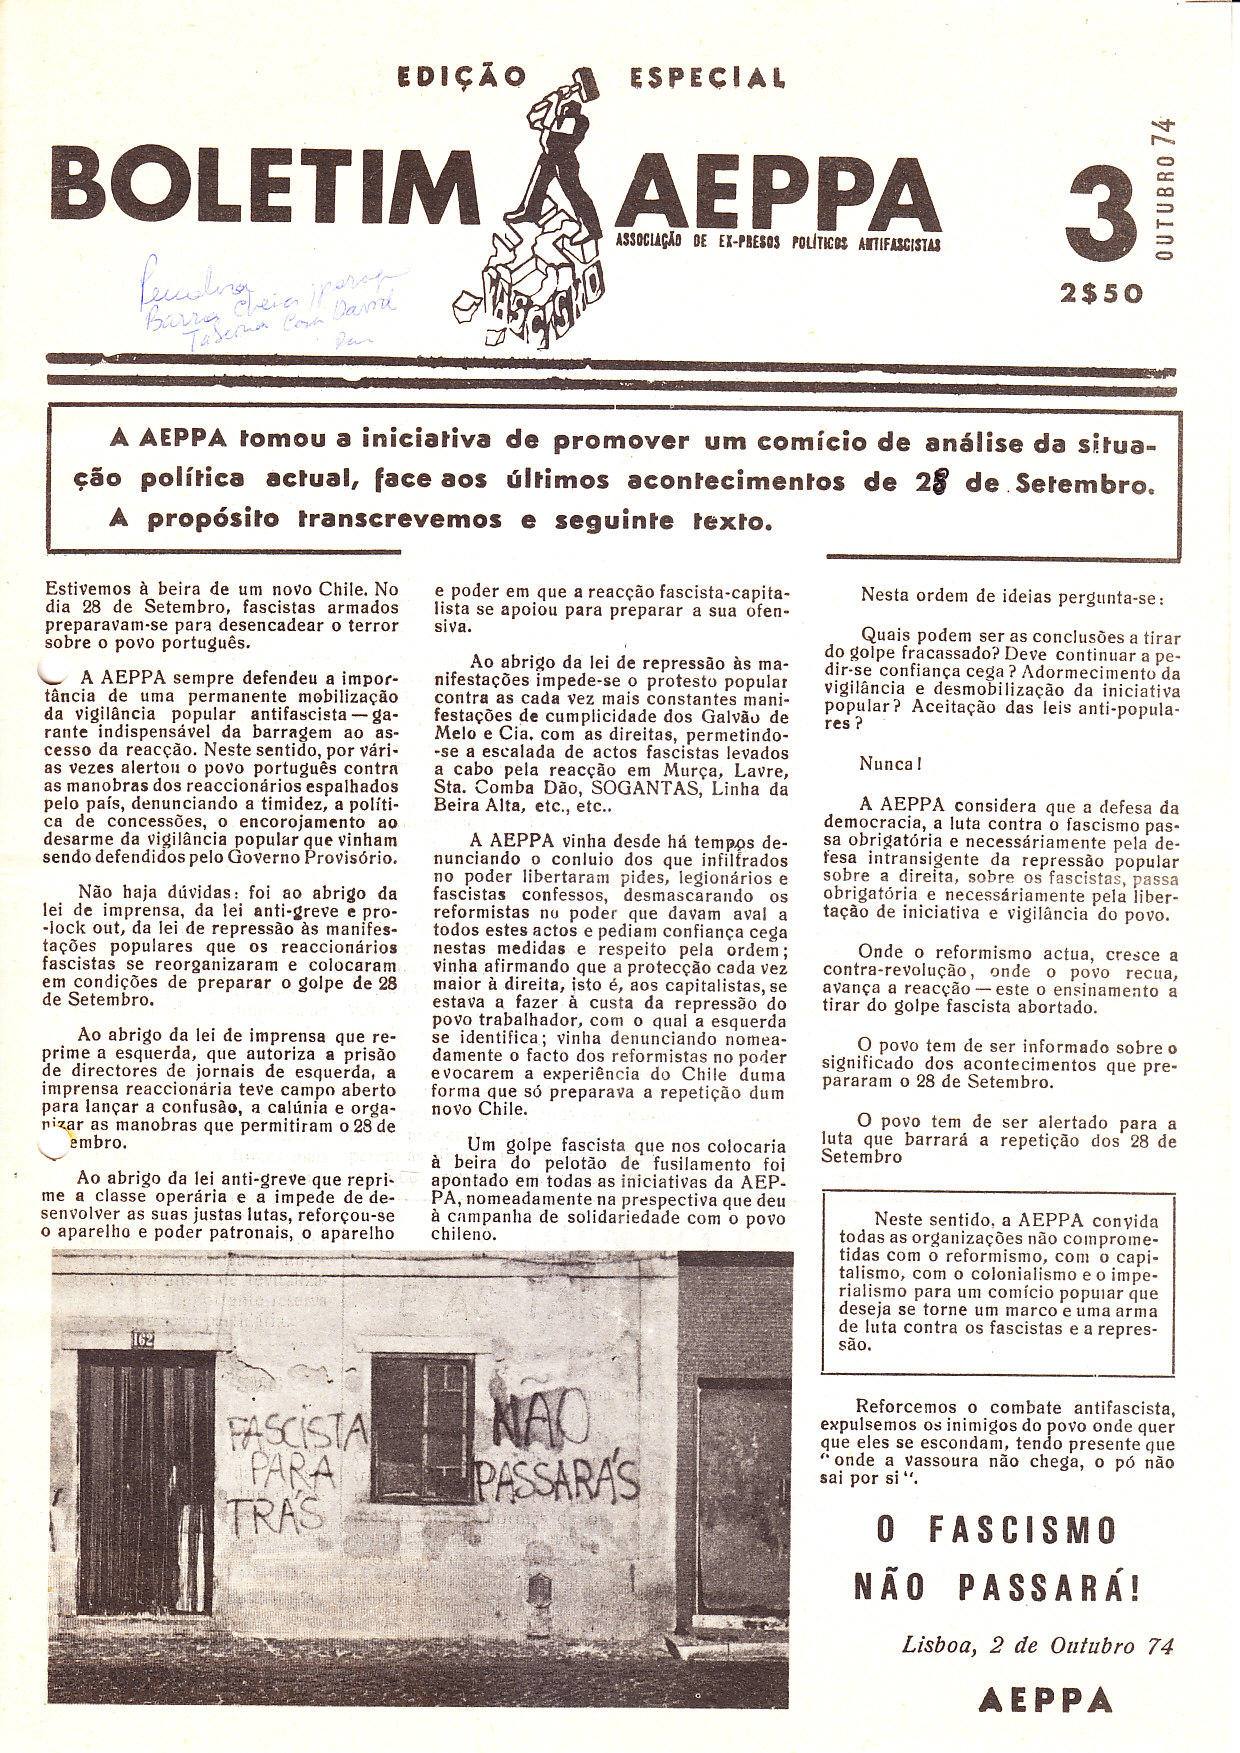 EDIÇÃO ESPECIAL
BOLETIM AEPPA
ASSOCIAÇÃO DE EX-PRESOS POLÍTICOS ANTIFASCISTAS
FASCISMO
3
OUTUBRO 74
2$50
A AEPPA tomou a iniciativa de promover um comício de análise da situa-
ção política actual, face aos últimos acontecimentos de 28 de Setembro.
A propósito transcrevemos e seguinte texto.
Estivemos à beira de um novo Chile. No
dia 28 de Setembro, fascistas armados
preparavam-se para desencadear o terror
sobre o povo português.
A AEPPA sempre defendeu a impor-
tância de uma permanente mobilização
da vigilância popular antifascista — ga-
rante indispensável da barragem ao as-
cesso da reacção. Neste sentido, por vári-
as vezes alertou o povo português contra
as manobras dos reaccionários espalhados
pelo país, denunciando a timidez, a políti-
ca de concessões, o encorojamento ao
desarme da vigilância popular que vinham
sendo defendidos pelo Governo Provisório.
Não haja dúvidas: foi ao abrigo da
lei de imprensa, da lei anti-greve e pro-
-lock out, da lei de repressão às manifes-
tações populares que os reaccionários
fascistas se reorganizaram e colocaram
em condições de preparar o golpe de 28
de Setembro.
Ao abrigo da lei de imprensa que re-
prime a esquerda, que autoriza a prisão
de directores de jornais de esquerda, a
imprensa reaccionária teve campo aberto
para lançar a confusão, a calúnia e orga-
nizar as manobras que permitiram o 28 de
embro.
Ao abrigo da lei anti-greve que repri-
me a classe operária e a impede de de-
senvolver as suas justas lutas, reforçou-se
o aparelho e poder patronais, o aparelho
e poder em que a reacção fascista-capita-
lista se apoiou para preparar a sua ofen-
siva.
Ao abrigo da lei de repressão às ma-
nifestações impede-se o protesto popular
contra as cada vez mais constantes mani-
festações de cumplicidade dos Galvão de
Melo e Cia. com as direitas, permetindo-
-se a escalada de actos fascistas levados
a cabo pela reacção em Murça, Lavre,
Sta. Comba Dão, SOGANTAS, Linha da
Beira Alta, etc., etc..
A AEPPA vinha desde há tempos de-
nunciando o conluio dos que infiltrados
no poder libertaram pides, legionários e
fascistas confessos, desmascarando os
reformistas no poder que davam aval a
todos estes actos e pediam confiança cega
nestas medidas e respeito pela ordem;
vinha afirmando que a protecção cada vez
maior à direita, isto é, aos capitalistas, se
estava a fazer à custa da repressão do
povo trabalhador, com o qual a esquerda
se identifica; vinha denunciando nomea-
damente o facto dos reformistas no poder
evocarem a experiência do Chile duma
forma que só preparava a repetição dum
novo Chile.
Um golpe fascista que nos colocaria
à beira do pelotão de fusilamento foi
apontado em todas as iniciativas da AEP-
PA, nomeadamente na prespectiva que deu
à campanha de solidariedade com o povo
chileno.
Nesta ordem de ideias pergunta-se:
Quais podem ser as conclusões a tirar
do golpe fracassado? Deve continuar a pe-
dir-se confiança cega? Adormecimento da
vigilância e desmobilização da iniciativa
popular? Aceitação das leis anti-popula-
res?
Nunca!
A AEPPA considera que a defesa da
democracia, a luta contra o fascismo pas-
sa obrigatória e necessáriamente pela de-
fesa intransigente da repressão popular
sobre a direita, sobre os fascistas, passa
obrigatória e necessáriamente pela liber-
tação de iniciativa e vigilância do povo.
Onde o reformismo actua, cresce a
contra-revolução, onde o povo recua,
avança a reacção — este o ensinamento a
tirar do golpe fascista abortado.
O povo tem de ser informado sobre o
significado dos acontecimentos que pre-
pararam o 28 de Setembro.
O povo tem de ser alertado para a
luta que barrará a repetição dos 28 de
Setembro
Neste sentido, a AEPPA convida
todas as organizações não comprome-
tidas com o reformismo, com o capi-
talismo, com o colonialismo e o impe-
rialismo para um comício popular que
deseja se torne um marco e uma arma
de luta contra os fascistas e a repres-
são.
Reforcemos o combate antifascista,
expulsemos os inimigos do povo onde quer
que eles se escondam, tendo presente que
“onde a vassoura não chega, o pó não
sai por si“.
O FASCISMO
NÃO PASSARÁ!
Lisboa, 2 de Outubro 74
AEPPA
162
FASCISTA
PARA
TRÁS
NÃO
PASSARÁS